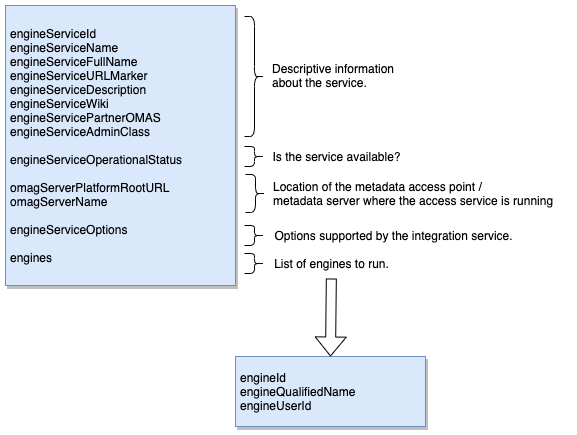 engineServiceId
engineServiceName
engineServiceFullName
engineServiceURLMarker
engineServiceDescription
engineServiceWiki
engineServicePartnerOMAS
engineServiceAdminClass
Descriptive information
about the service.
engineServiceOperationalStatus
Is the service available?
omagServerPlatformRootURL
omagServerName
Location of the metadata access point /
metadata server where the access service is running
engineServiceOptions
Options supported by the integration service.
engines
List of engines to run.
engineId
engineQualifiedName
engineUserId